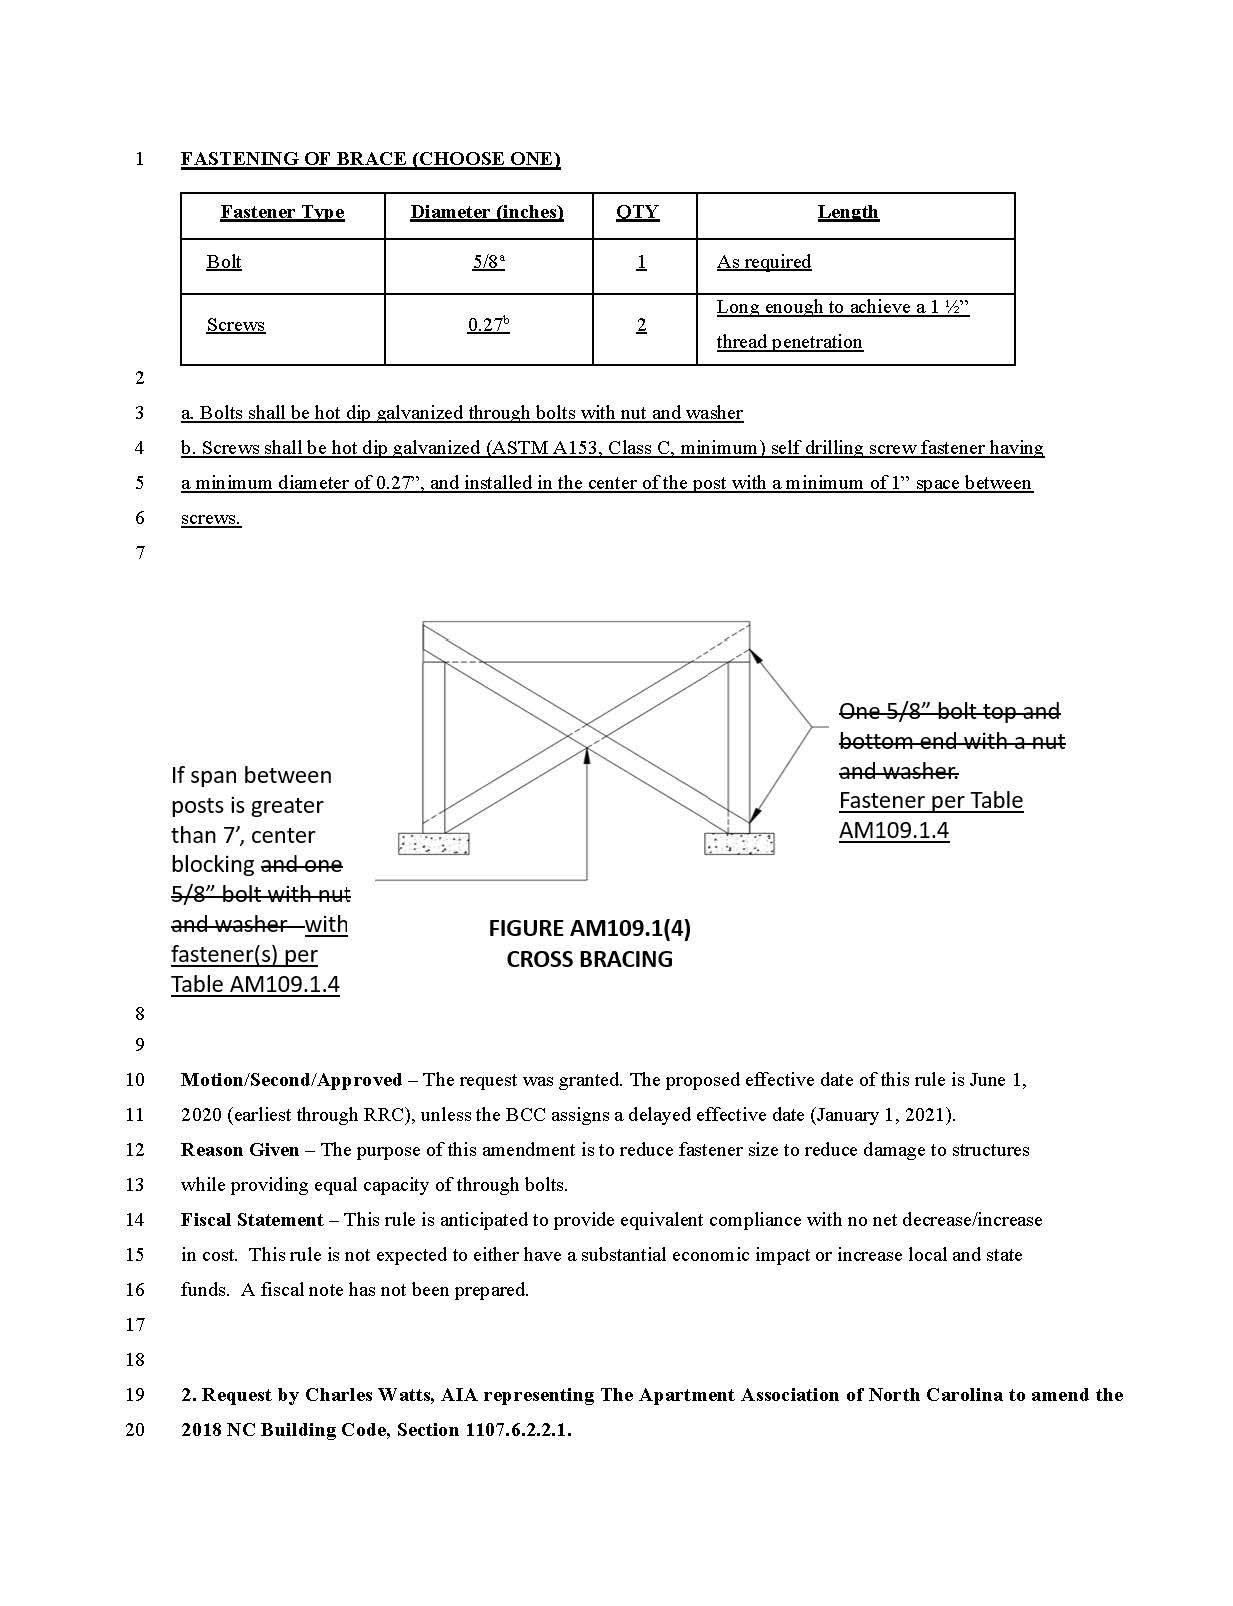 1 FASTENING OF BRACE (CHOOSE ONE)
Fastener Type Diameter (inches) QTY Length
Bolt 5/8a 1 As required
Screws 0.27b 2 Long enough to achieve a 1 ½”
thread penetration
2
3 a. Bolts shall be hot dip galvanized through bolts with nut and washer
4 b. Screws shall be hot dip galvanized (ASTM A153, Class C, minimum) self drilling screw fastener having
5 a minimum diameter of 0.27”, and installed in the center of the post with a minimum of 1” space between
6 screws.
7
One 5/8” bolt top and
bottom end with a nut
and washer.
Fastener per Table
AM109.1.4
If span between
posts is greater
than 7’, center
blocking and one
5/8” bolt with nut
and washer with
fastener(s) per
Table AM109.1.4
FIGURE AM109.1(4)
CROSS BRACING
8
9
10 Motion/Second/Approved – The request was granted. The proposed effective date of this rule is June 1,
11 2020 (earliest through RRC), unless the BCC assigns a delayed effective date (January 1, 2021).
12 Reason Given – The purpose of this amendment is to reduce fastener size to reduce damage to structures
13 while providing equal capacity of through bolts.
14 Fiscal Statement – This rule is anticipated to provide equivalent compliance with no net decrease/increase
15 in cost. This rule is not expected to either have a substantial economic impact or increase local and state
16 funds. A fiscal note has not been prepared.
17
18
19 2. Request by Charles Watts, AIA representing The Apartment Association of North Carolina to amend the
20 2018 NC Building Code, Section 1107.6.2.2.1.